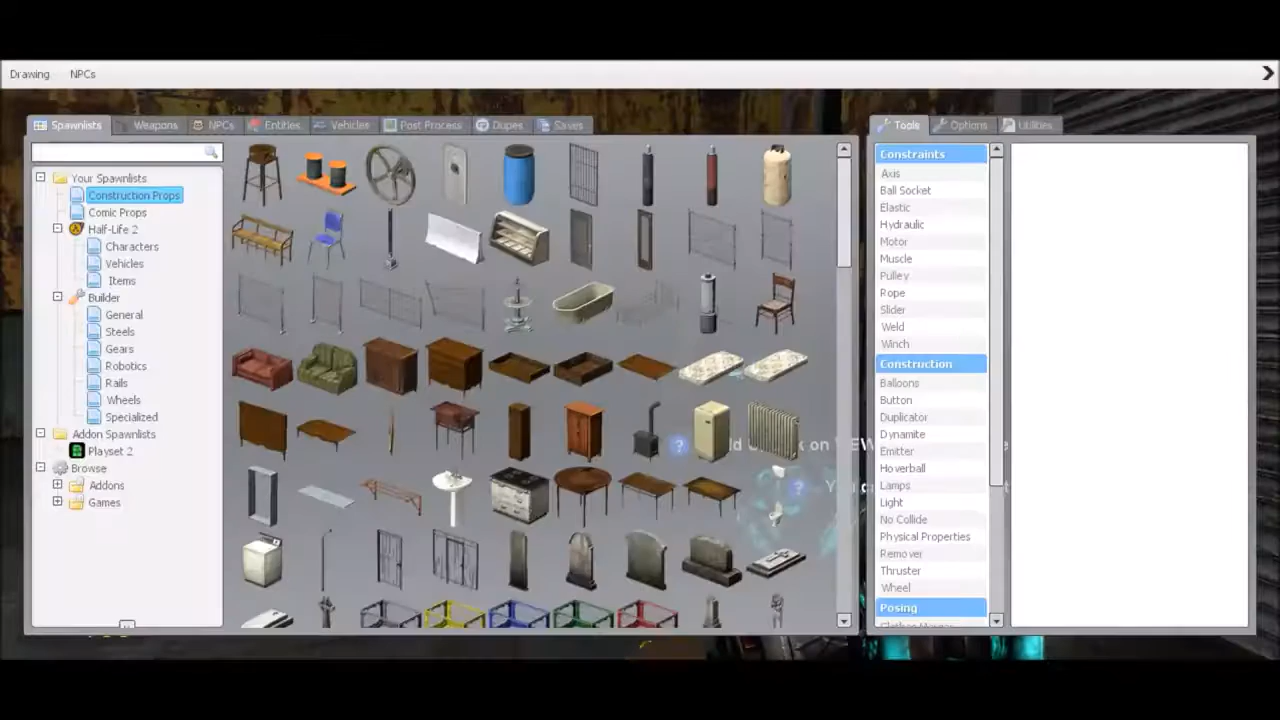 Drawing NPCs
Spawnlists Weapons NPCs Entities Vehicles Post Process Dupes Saves
Tools Options Utilities
Your Spawnlists
Construction Props
Comic Props
Half-Life 2
Characters
Vehicles
Items
Builder
General
Steels
Gears
Robotics
Rails
Wheels
Specialized
Addon Spawnlists
Playset 2
Browse
Addons
Games
on
Constraints
Axis
Ball Socket
Elastic
Hydraulic
Motor
Muscle
Pulley
Rope
Slider
Weld
Winch
Construction
Balloons
Button
Duplicator
Dynamite
Emitter
Hoverball
Lamps
Light
No Collide
Physical Properties
Remover
Thruster
Wheel
Posing